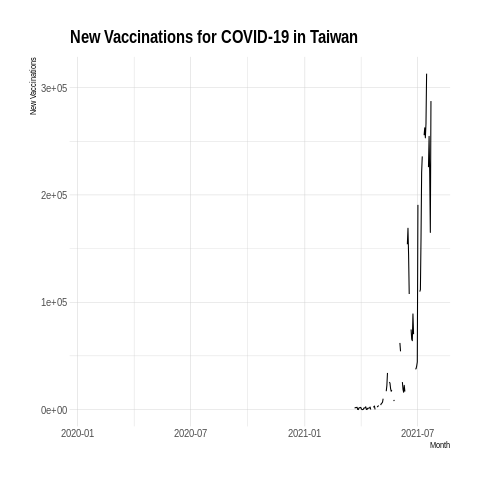 New Vaccinations for COVID-19 in Taiwan
New Vaccinations
3e+05
2e+05
1e+05
0e+00
2020-01 2020-07 2021-01 2021-07
Month